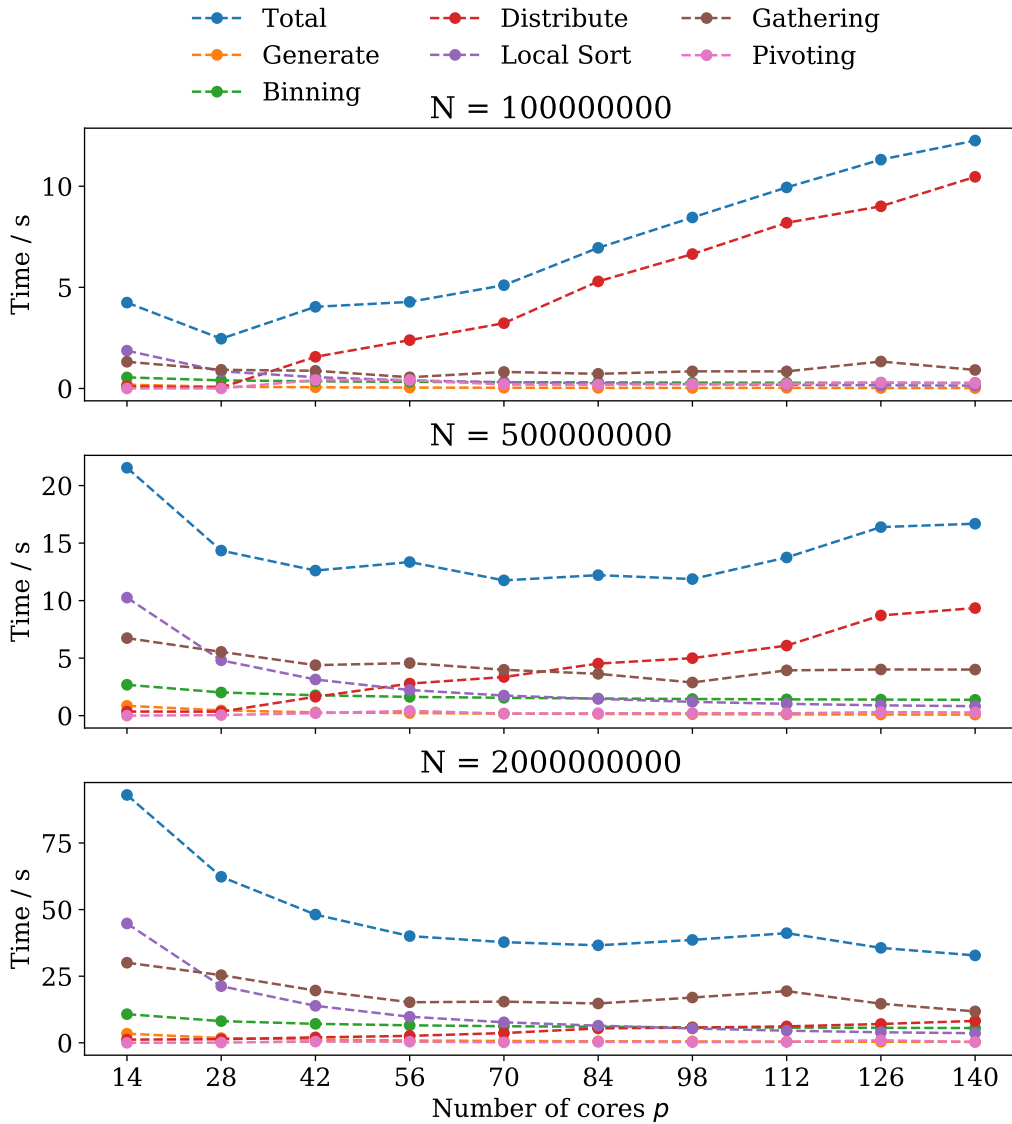 Total Distribute Gathering
Generate Local Sort Pivoting
Binning
N = 100000000
10
5
0
Time / s
N = 500000000
20
15
10
5
0
Time / s
N = 2000000000
75
50
25
0
Time / s
14 28 42 56 70 84 98 112 126 140
Number of cores p